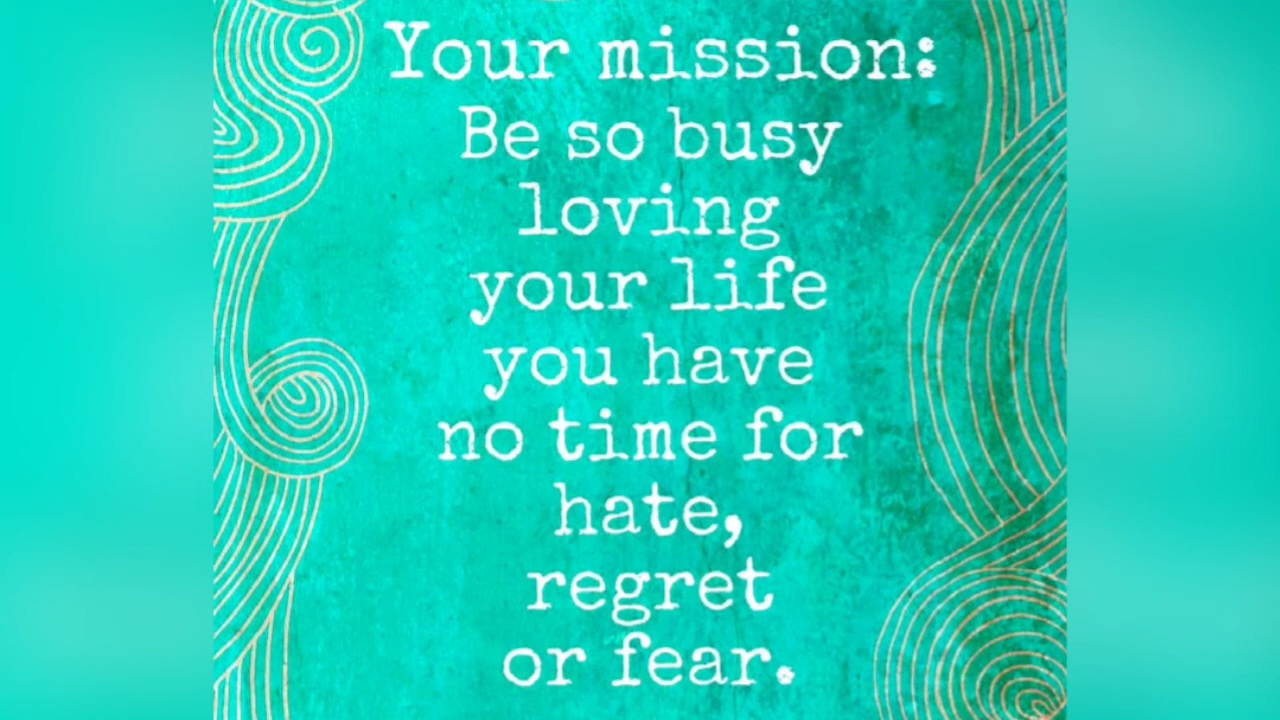 Your mission:
Be so busy
loving
your life
you have
no time for
hate,
regret
or fear.